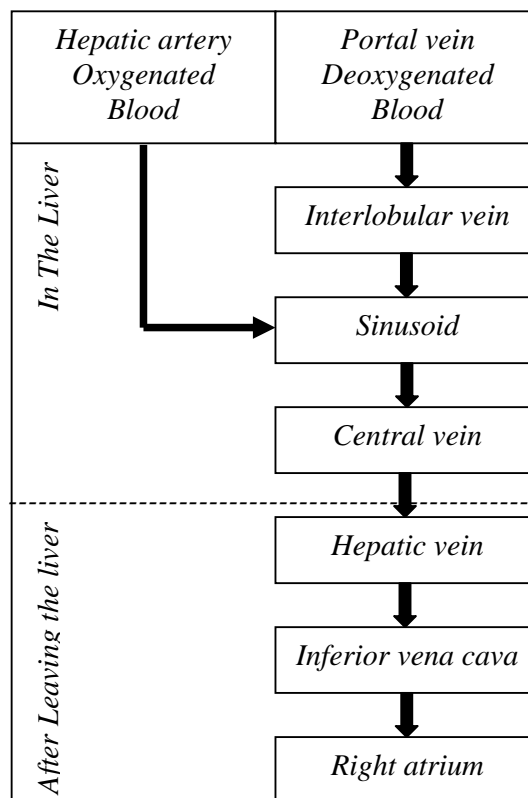 Hepatic artery
Oxygenated
Blood
Portal vein
Deoxygenated
Blood
In The Liver
Interlobular vein
Sinusoid
Central vein
After Leaving the liver
Hepatic vein
Inferior vena cava
Right atrium